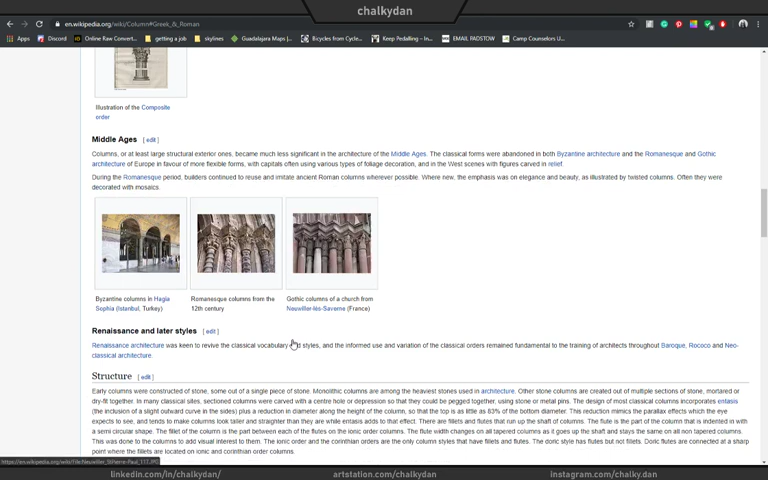 chalkydan
en.wikipedia.org/wiki/Column#Greek_&_Roman
Apps Discord Online Raw Convert... getting a job skylines Guadalajara Maps |... Bicycles from Cycle... Keep Pedalling – In... EMAIL PADSTOW Camp Counselors U...
Illustration of the Composite
order
Middle Ages [ edit ]
Columns, or at least large structural exterior ones, became much less significant in the architecture of the Middle Ages. The classical forms were abandoned in both Byzantine architecture and the Romanesque and Gothic
architecture of Europe in favour of more flexible forms, with capitals often using various types of foliage decoration, and in the West scenes with figures carved in relief.
During the Romanesque period, builders continued to reuse and imitate ancient Roman columns wherever possible. Where new, the emphasis was on elegance and beauty, as illustrated by twisted columns. Often they were
decorated with mosaics.
Byzantine columns in Hagia
Sophia (Istanbul, Turkey)
Romanesque columns from the
12th century
Gothic columns of a church from
Neuwiller-lès-Saverne (France)
Renaissance and later styles [ edit ]
Renaissance architecture was keen to revive the classical vocabulary and styles, and the informed use and variation of the classical orders remained fundamental to the training of architects throughout Baroque, Rococo and Neo-
classical architecture.
Structure [ edit ]
Early columns were constructed of stone, some out of a single piece of stone. Monolithic columns are among the heaviest stones used in architecture. Other stone columns are created out of multiple sections of stone, mortared or
dry-fit together. In many classical sites, sectioned columns were carved with a centre hole or depression so that they could be pegged together, using stone or metal pins. The design of most classical columns incorporates entasis
(the inclusion of a slight outward curve in the sides) plus a reduction in diameter along the height of the column, so that the top is as little as 83% of the bottom diameter. This reduction mimics the parallax effects which the eye
expects to see, and tends to make columns look taller and straighter than they are while entasis adds to that effect. There are fillets and flutes that run up the shaft of columns. The flute is the part of the column that is indented in with
a semi circular shape. The fillet of the column is the part between each of the flutes on the ionic order columns. The flute width changes on all tapered columns as it goes up the shaft and stays the same on all non tapered columns.
This was done to the columns to add visual interest to them. The ionic order and the corinthian orders are the only column styles that have fillets and flutes. The doric style has flutes but not fillets. Doric flutes are connected at a sharp
point where the fillets are located on ionic and corinthian order columns.
linkedin.com/in/chalkydan/ artstation.com/chalkydan instagram.com/chalky.dan